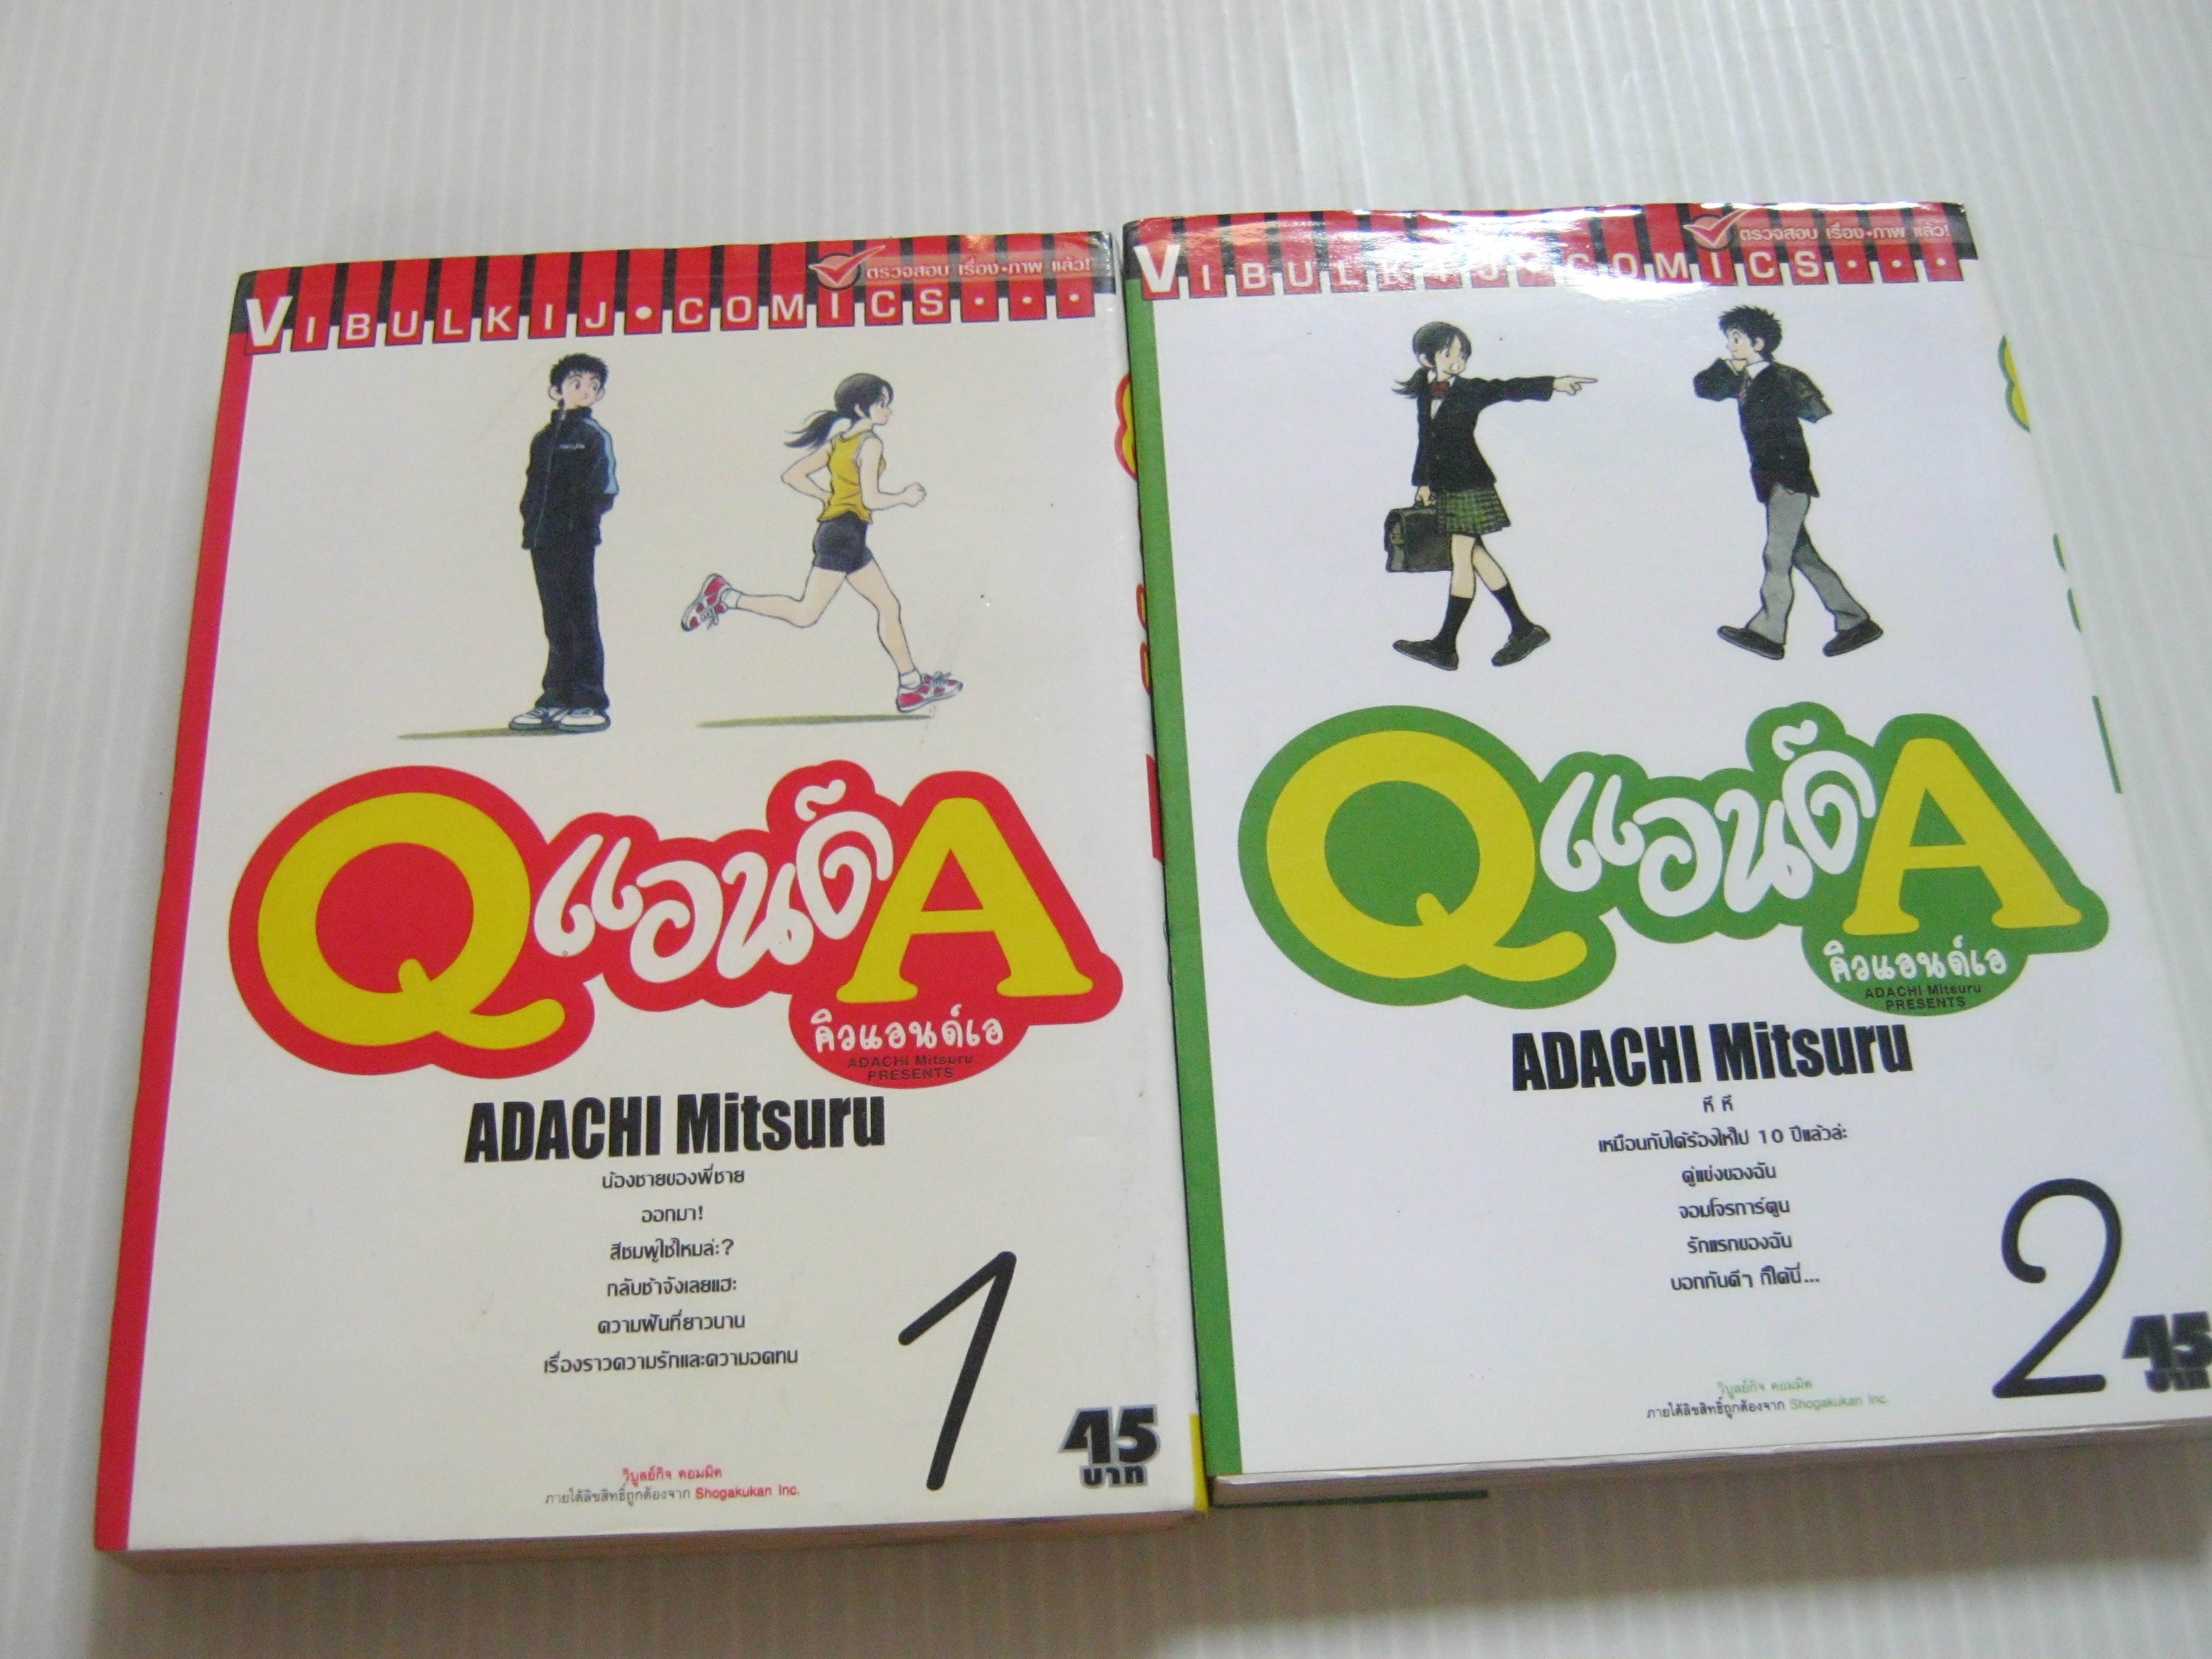 ตรวจสอบ เรื่อง•ภาพ แล้ว!
VIBULKIJ•COMICS•••
Q แอนด์ A
คิวแอนด์เอ
ADACHI Mitsuru
PRESENTS
ADACHI Mitsuru
น้องชายของพี่ชาย
ออกมา!
สีชมพูใช่ไหมล่ะ?
กลับช้าจังเลยแฮะ
ความฝันที่ยาวนาน
เรื่องราวความรักและความอดทน
1
45
บาท
วิบูลย์กิจ คอมมิค
ภายใต้ลิขสิทธิ์ถูกต้องจาก Shogakukan Inc.
ตรวจสอบ เรื่อง•ภาพ แล้ว!
VIBULKIJ•COMICS•••
Q แอนด์ A
คิวแอนด์เอ
ADACHI Mitsuru
PRESENTS
ADACHI Mitsuru
หึ หึ
เหมือนกับได้ร้องไห้ไป 10 ปีแล้วล่ะ
คู่แข่งของฉัน
จอมโจรการ์ตูน
รักแรกของฉัน
บอกกันดีๆ ก็ได้นี่...
2
45
บาท
วิบูลย์กิจ คอมมิค
ภายใต้ลิขสิทธิ์ถูกต้องจาก Shogakukan Inc.